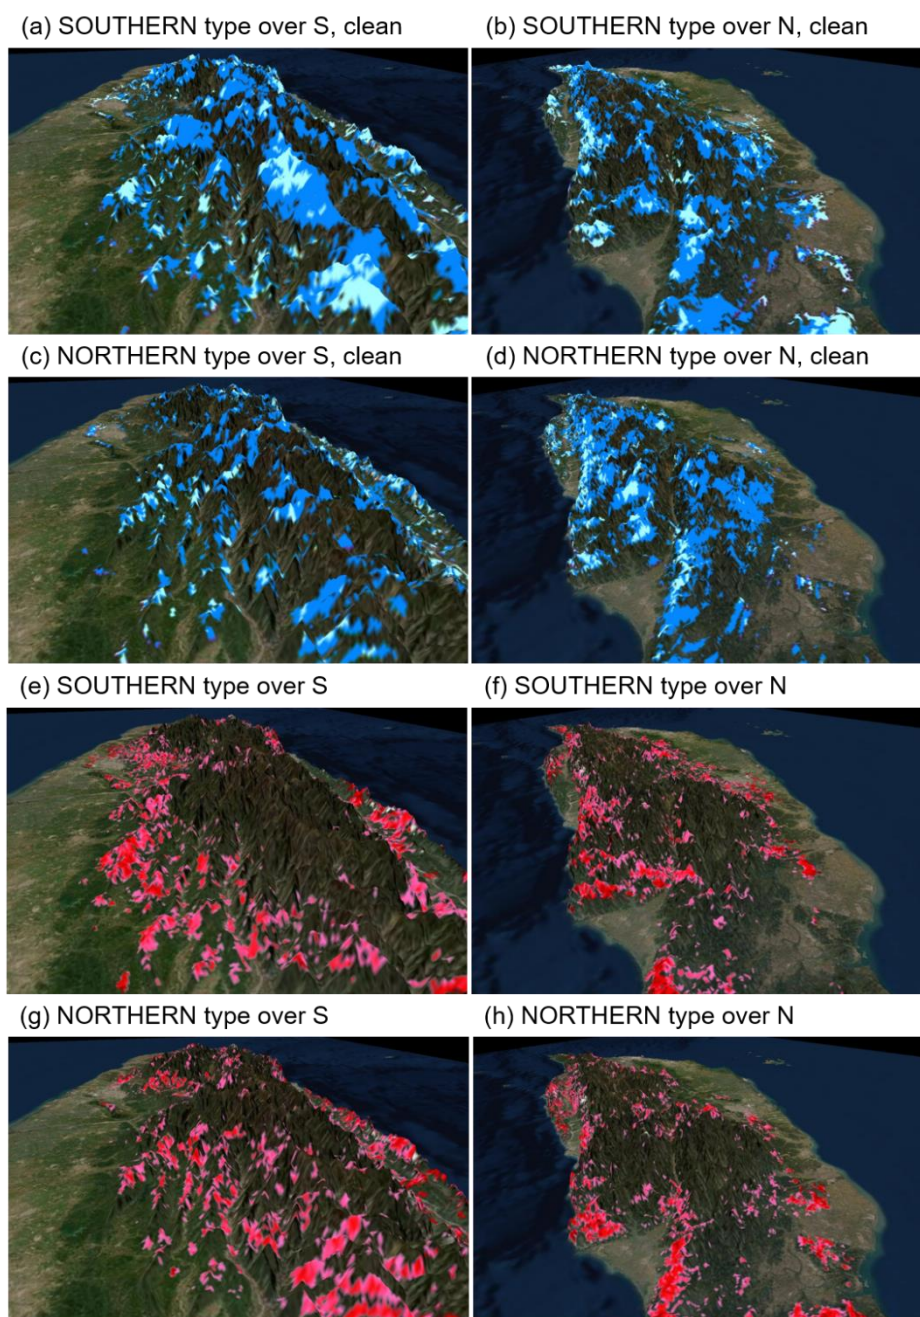 (a) SOUTHERN type over S, clean
(b) SOUTHERN type over N, clean
(c) NORTHERN type over S, clean
(d) NORTHERN type over N, clean
(e) SOUTHERN type over S
(f) SOUTHERN type over N
(g) NORTHERN type over S
(h) NORTHERN type over N